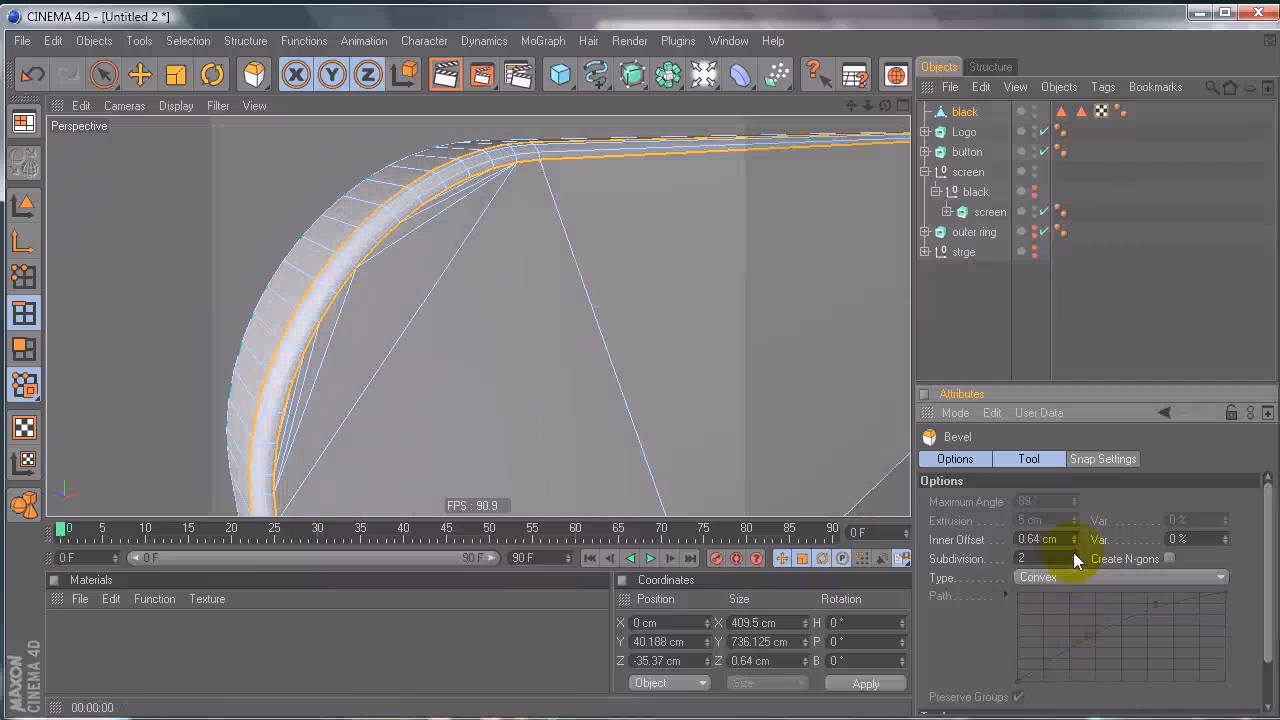 CINEMA 4D - [Untitled 2 *]
File Edit Objects Tools Selection Structure Functions Animation Character Dynamics MoGraph Hair Render Plugins Window Help
X Y Z
Objects Structure
File Edit View Objects Tags Bookmarks
Edit Cameras Display Filter View
Perspective
black
Logo
button
screen
black
screen
outer ring
strge
FPS : 90.9
Attributes
Mode Edit User Data
Bevel
Options Tool Snap Settings
Options
Maximum Angle 89 °
Extrusion . . . . 5 cm Var. . . . . . . . . . 0 %
Inner Offset . . 0.64 cm Var. . . . . . . . . . 0 %
Subdivision. . 2 Create N-gons
Type. . . . . . . . . Convex
Path. . . . . . . . .
Preserve Groups
0 5 10 15 20 25 30 35 40 45 50 55 60 65 70 75 80 85 90 0 F
0 F 0 F 90 F 90 F
Materials
File Edit Function Texture
Coordinates
Position Size Rotation
X 0 cm X 409.5 cm H 0 °
Y 40.188 cm Y 736.125 cm P 0 °
Z -35.37 cm Z 0.64 cm B 0 °
Object Size Apply
MAXON CINEMA 4D
00:00:00